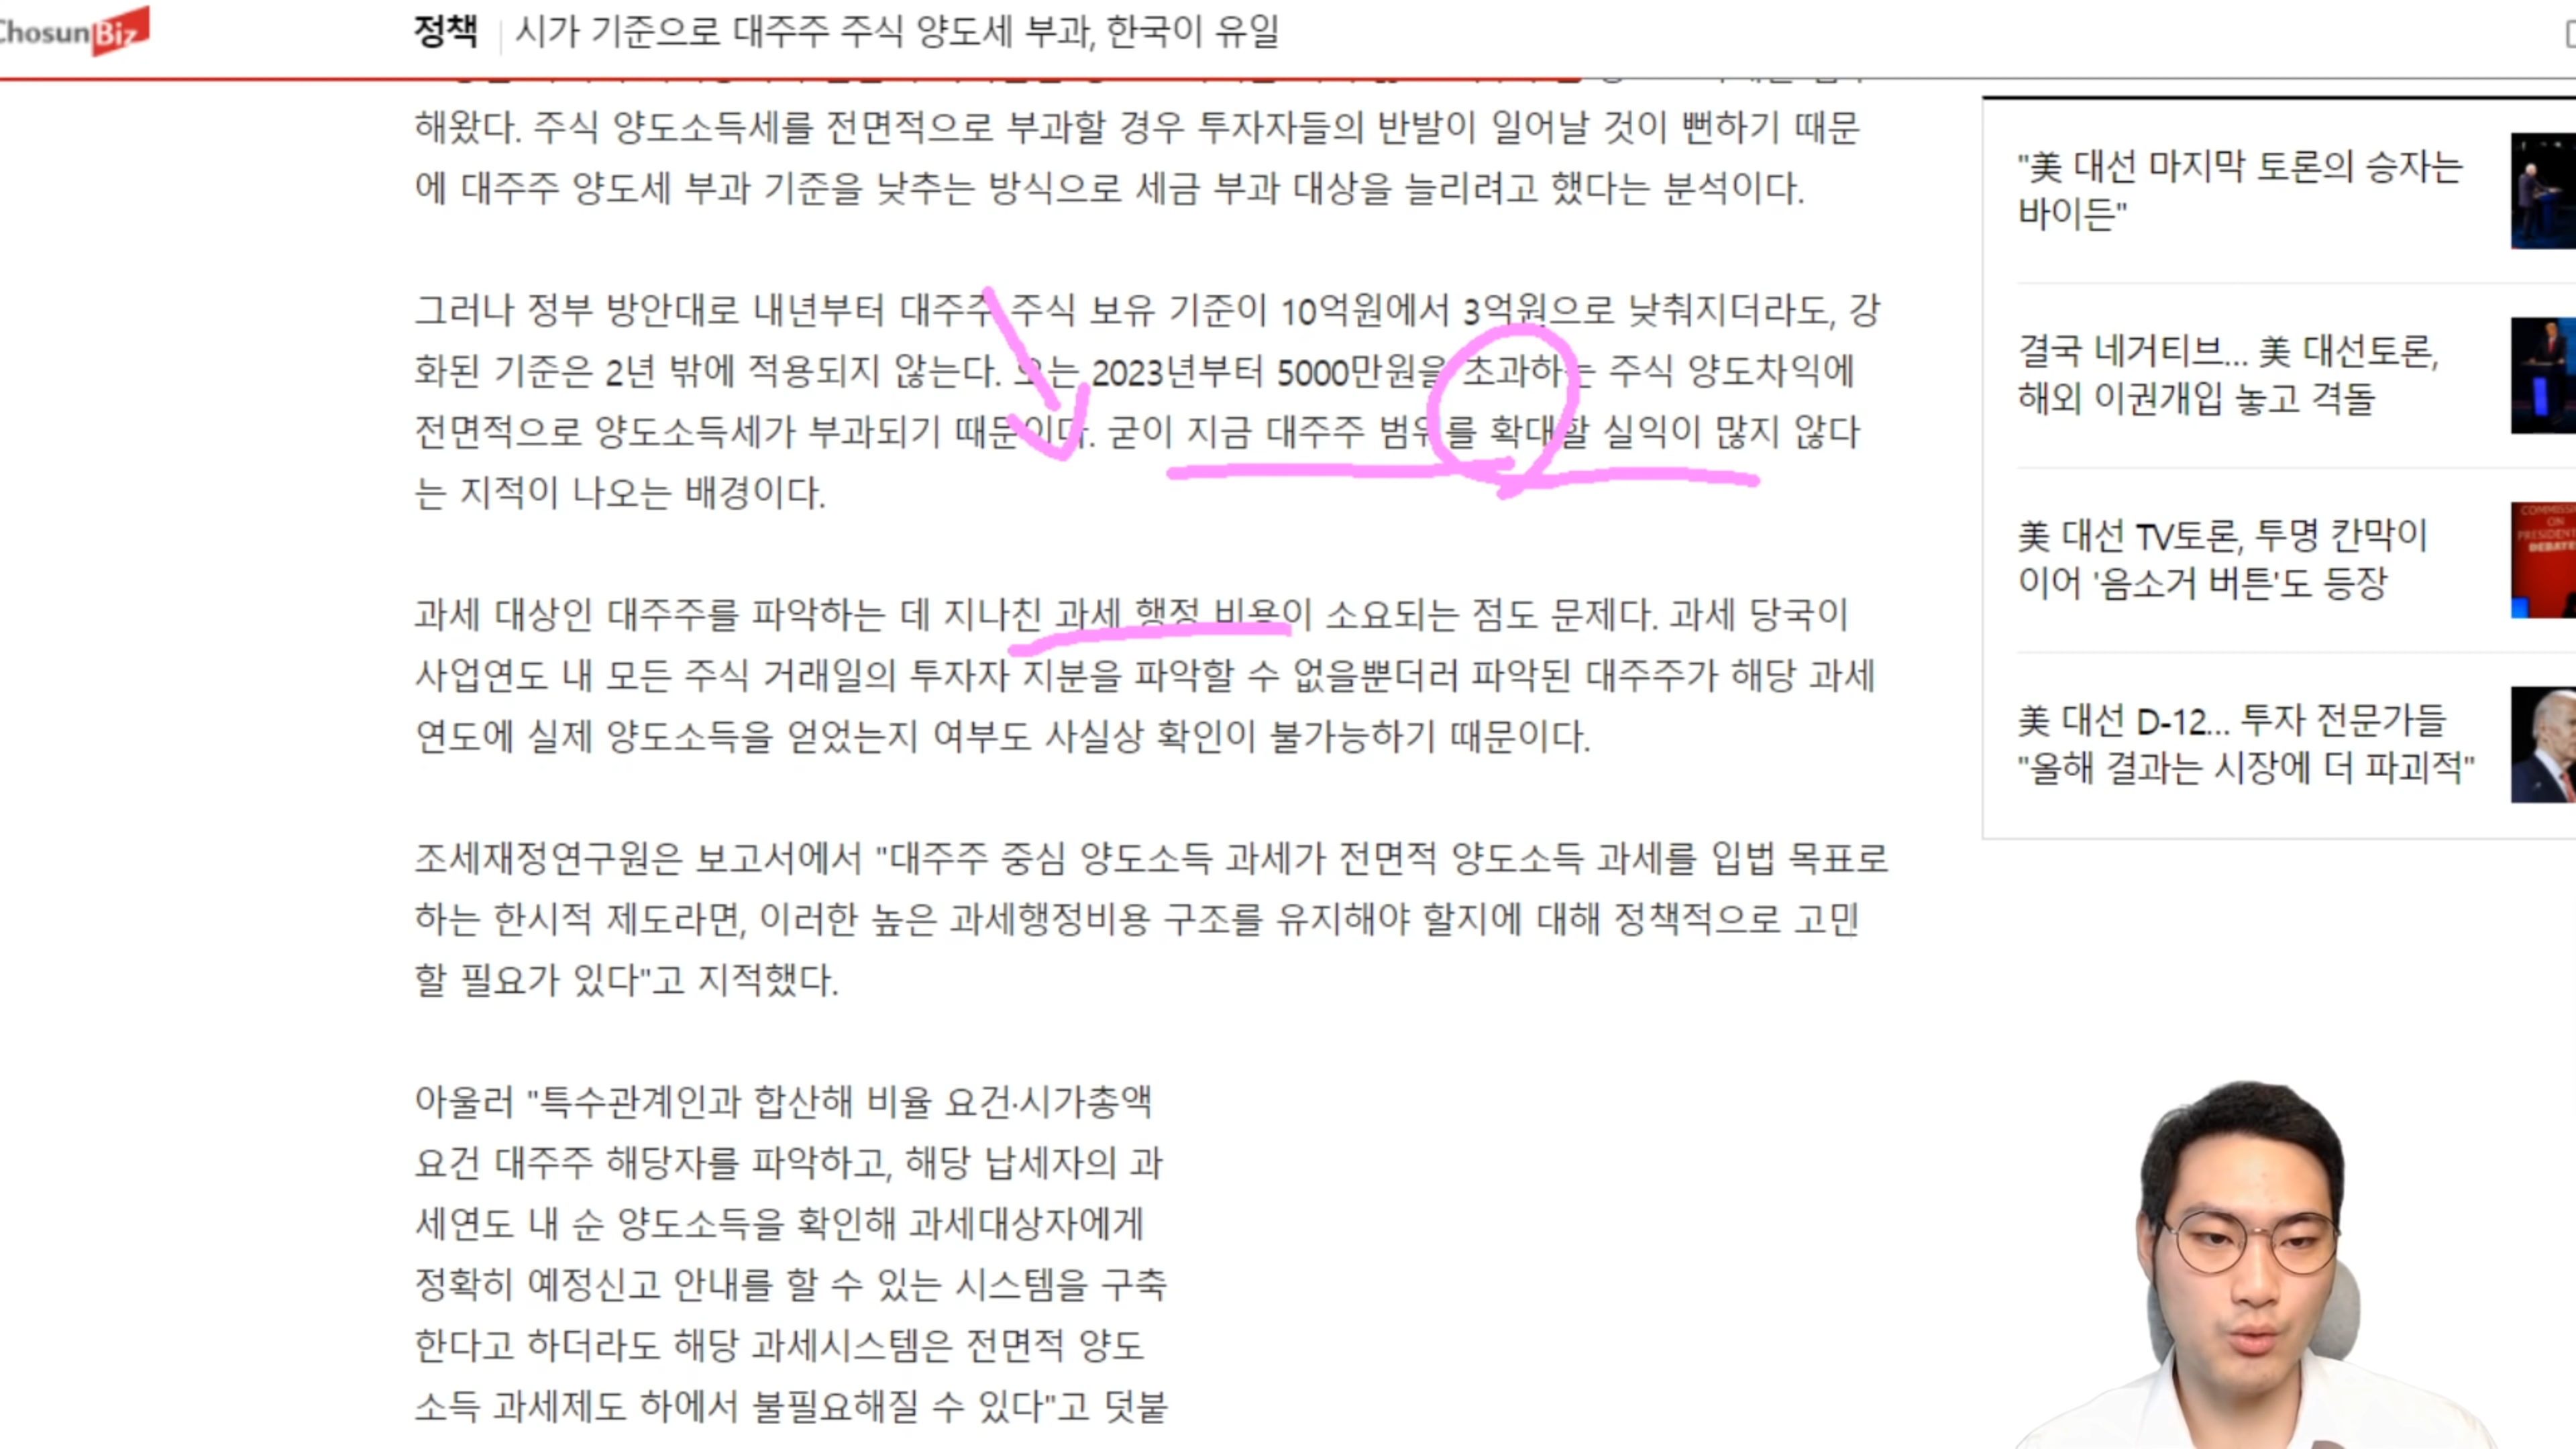 ChosunBiz
정책 시가 기준으로 대주주 주식 양도세 부과, 한국이 유일
해왔다. 주식 양도소득세를 전면적으로 부과할 경우 투자자들의 반발이 일어날 것이 뻔하기 때문
에 대주주 양도세 부과 기준을 낮추는 방식으로 세금 부과 대상을 늘리려고 했다는 분석이다.
그러나 정부 방안대로 내년부터 대주주 주식 보유 기준이 10억원에서 3억원으로 낮춰지더라도, 강
화된 기준은 2년 밖에 적용되지 않는다. 오는 2023년부터 5000만원을 초과하는 주식 양도차익에
전면적으로 양도소득세가 부과되기 때문이다. 굳이 지금 대주주 범위를 확대할 실익이 많지 않다
는 지적이 나오는 배경이다.
과세 대상인 대주주를 파악하는 데 지나친 과세 행정 비용이 소요되는 점도 문제다. 과세 당국이
사업연도 내 모든 주식 거래일의 투자자 지분을 파악할 수 없을뿐더러 파악된 대주주가 해당 과세
연도에 실제 양도소득을 얻었는지 여부도 사실상 확인이 불가능하기 때문이다.
조세재정연구원은 보고서에서 "대주주 중심 양도소득 과세가 전면적 양도소득 과세를 입법 목표로
하는 한시적 제도라면, 이러한 높은 과세행정비용 구조를 유지해야 할지에 대해 정책적으로 고민
할 필요가 있다"고 지적했다.
아울러 "특수관계인과 합산해 비율 요건·시가총액
요건 대주주 해당자를 파악하고, 해당 납세자의 과
세연도 내 순 양도소득을 확인해 과세대상자에게
정확히 예정신고 안내를 할 수 있는 시스템을 구축
한다고 하더라도 해당 과세시스템은 전면적 양도
소득 과세제도 하에서 불필요해질 수 있다"고 덧붙
"美 대선 마지막 토론의 승자는
바이든"
결국 네거티브... 美 대선토론,
해외 이권개입 놓고 격돌
美 대선 TV토론, 투명 칸막이
이어 '음소거 버튼'도 등장
美 대선 D-12... 투자 전문가들
"올해 결과는 시장에 더 파괴적"